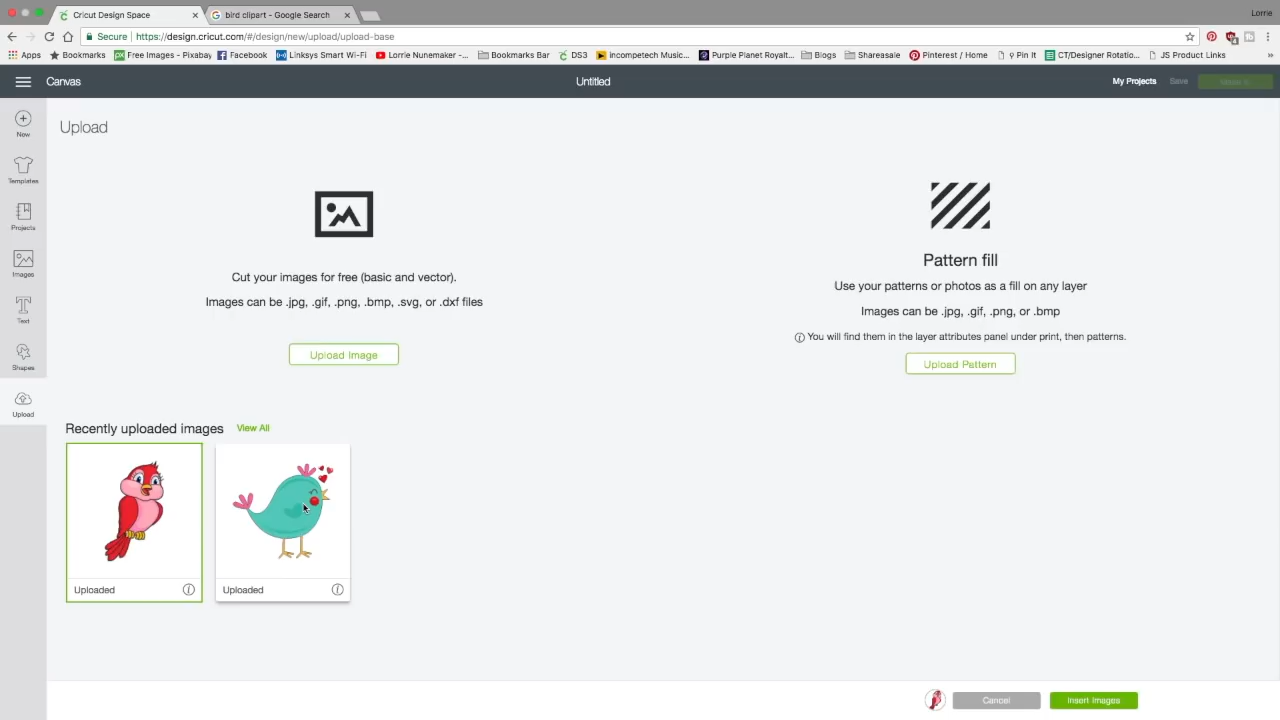 Cricut Design Space
bird clipart - Google Search
Lorrie
Secure
https://design.cricut.com/#/design/new/upload/upload-base
Apps Bookmarks Free Images - Pixabay Facebook Linksys Smart Wi-Fi Lorrie Nunemaker -... Bookmarks Bar DS3 incompetech Music... Purple Planet Royalt... Blogs Shareasale Pinterest / Home Pin It CT/Designer Rotatio... JS Product Links »
Canvas
Untitled
My Projects Save Make It
New
Templates
Projects
Images
Text
Shapes
Upload
Upload
Cut your images for free (basic and vector).
Images can be .jpg, .gif, .png, .bmp, .svg, or .dxf files
Upload Image
Pattern fill
Use your patterns or photos as a fill on any layer
Images can be .jpg, .gif, .png, or .bmp
You will find them in the layer attributes panel under print, then patterns.
Upload Pattern
Recently uploaded images View All
Uploaded
Uploaded
Cancel
Insert Images